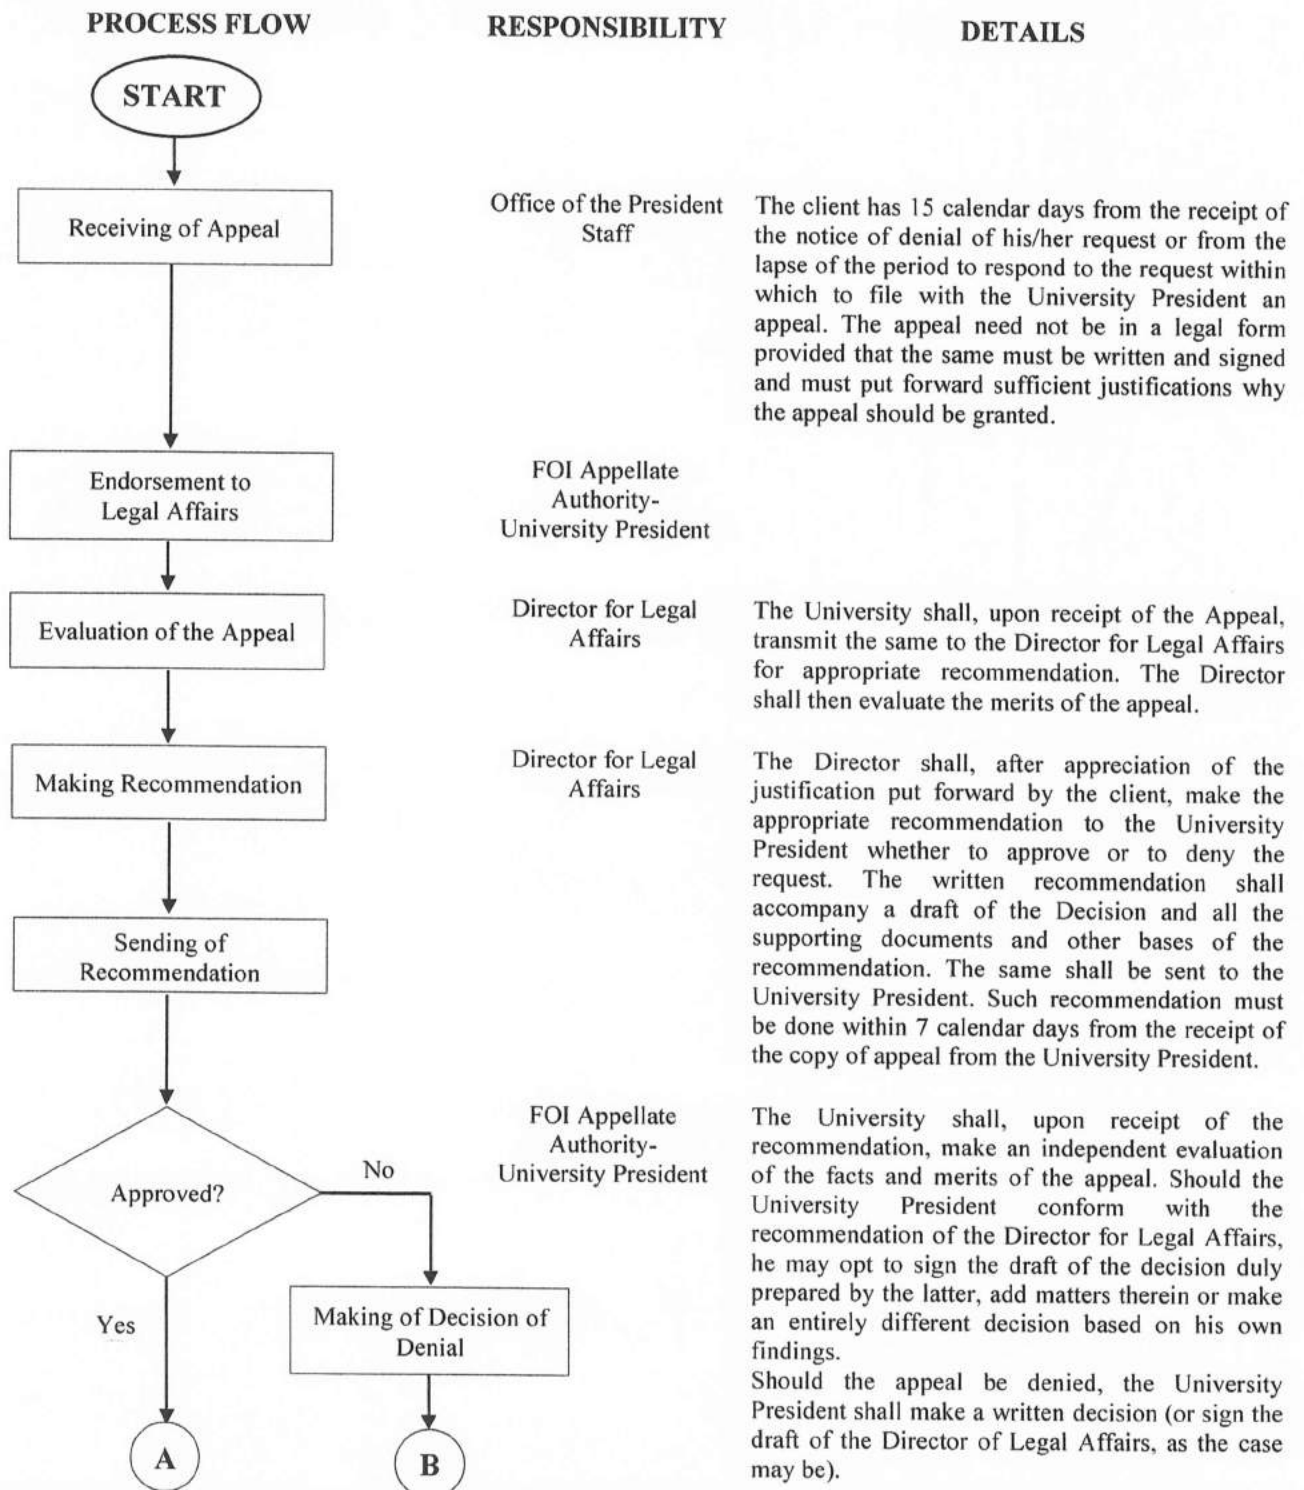 PROCESS FLOW
RESPONSIBILITY
DETAILS
START
Receiving of Appeal
Office of the President
Staff
The client has 15 calendar days from the receipt of
the notice of denial of his/her request or from the
lapse of the period to respond to the request within
which to file with the University President an
appeal. The appeal need not be in a legal form
provided that the same must be written and signed
and must put forward sufficient justifications why
the appeal should be granted.
Endorsement to
Legal Affairs
FOI Appellate
Authority-
University President
Evaluation of the Appeal
Director for Legal
Affairs
The University shall, upon receipt of the Appeal,
transmit the same to the Director for Legal Affairs
for appropriate recommendation. The Director
shall then evaluate the merits of the appeal.
Making Recommendation
Director for Legal
Affairs
The Director shall, after appreciation of the
justification put forward by the client, make the
appropriate recommendation to the University
President whether to approve or to deny the
request. The written recommendation shall
accompany a draft of the Decision and all the
supporting documents and other bases of the
recommendation. The same shall be sent to the
University President. Such recommendation must
be done within 7 calendar days from the receipt of
the copy of appeal from the University President.
Sending of
Recommendation
Approved?
No
Yes
FOI Appellate
Authority-
University President
The University shall, upon receipt of the
recommendation, make an independent evaluation
of the facts and merits of the appeal. Should the
University President conform with the
recommendation of the Director for Legal Affairs,
he may opt to sign the draft of the decision duly
prepared by the latter, add matters therein or make
an entirely different decision based on his own
findings.
Should the appeal be denied, the University
President shall make a written decision (or sign the
draft of the Director of Legal Affairs, as the case
may be).
Making of Decision of
Denial
A
B